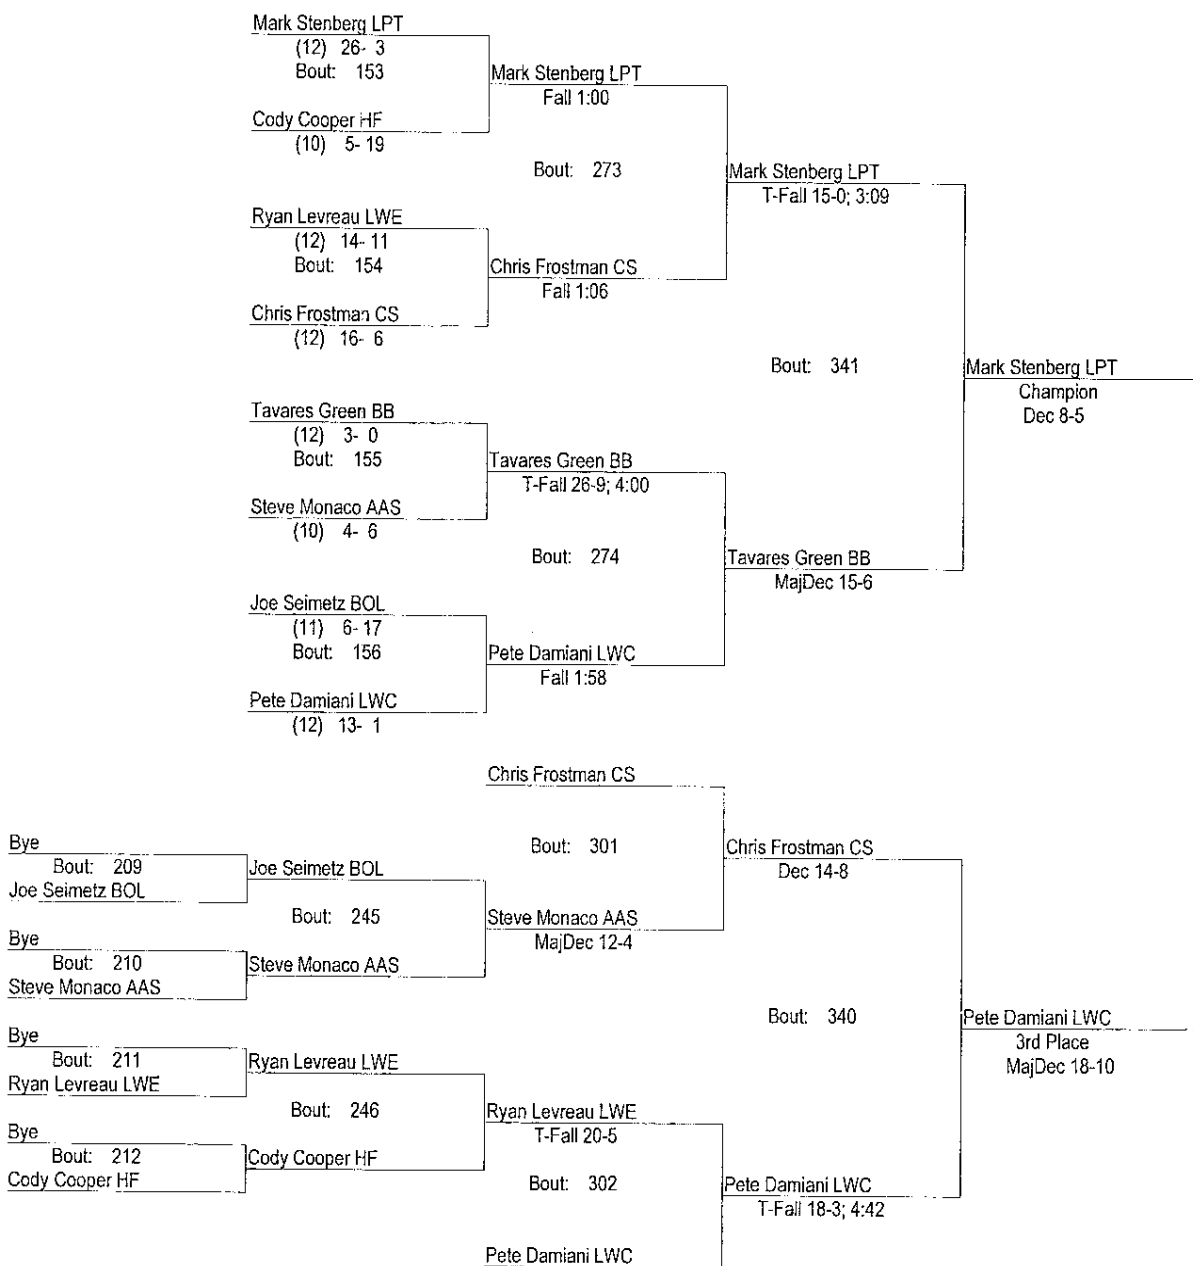 Mark Stenberg LPT
(12) 26- 3
Bout: 153
Mark Stenberg LPT
Fall 1:00
Cody Cooper HF
(10) 5- 19
Bout: 273
Mark Stenberg LPT
T-Fall 15-0; 3:09
Ryan Levreau LWE
(12) 14- 11
Bout: 154
Chris Frostman CS
Fall 1:06
Chris Frostman CS
(12) 16- 6
Bout: 341
Mark Stenberg LPT
Champion
Dec 8-5
Tavares Green BB
(12) 3- 0
Bout: 155
Tavares Green BB
T-Fall 26-9; 4:00
Steve Monaco AAS
(10) 4- 6
Bout: 274
Tavares Green BB
MajDec 15-6
Joe Seimetz BOL
(11) 6- 17
Bout: 156
Pete Damiani LWC
Fall 1:58
Pete Damiani LWC
(12) 13- 1
Chris Frostman CS
Bye
Bout: 209
Joe Seimetz BOL
Joe Seimetz BOL
Bout: 301
Chris Frostman CS
Dec 14-8
Bout: 245
Steve Monaco AAS
MajDec 12-4
Bye
Bout: 210
Steve Monaco AAS
Steve Monaco AAS
Bout: 340
Pete Damiani LWC
3rd Place
MajDec 18-10
Bye
Bout: 211
Ryan Levreau LWE
Ryan Levreau LWE
Bout: 246
Ryan Levreau LWE
T-Fall 20-5
Bye
Bout: 212
Cody Cooper HF
Cody Cooper HF
Bout: 302
Pete Damiani LWC
T-Fall 18-3; 4:42
Pete Damiani LWC